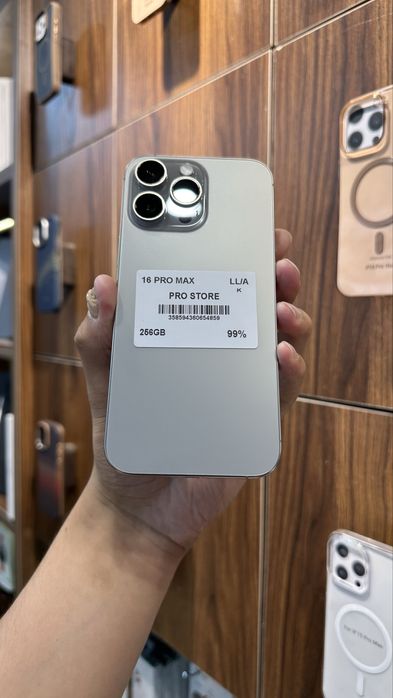 16 PRO MAX LL/A
K
PRO STORE
358594360654859
256GB 99%